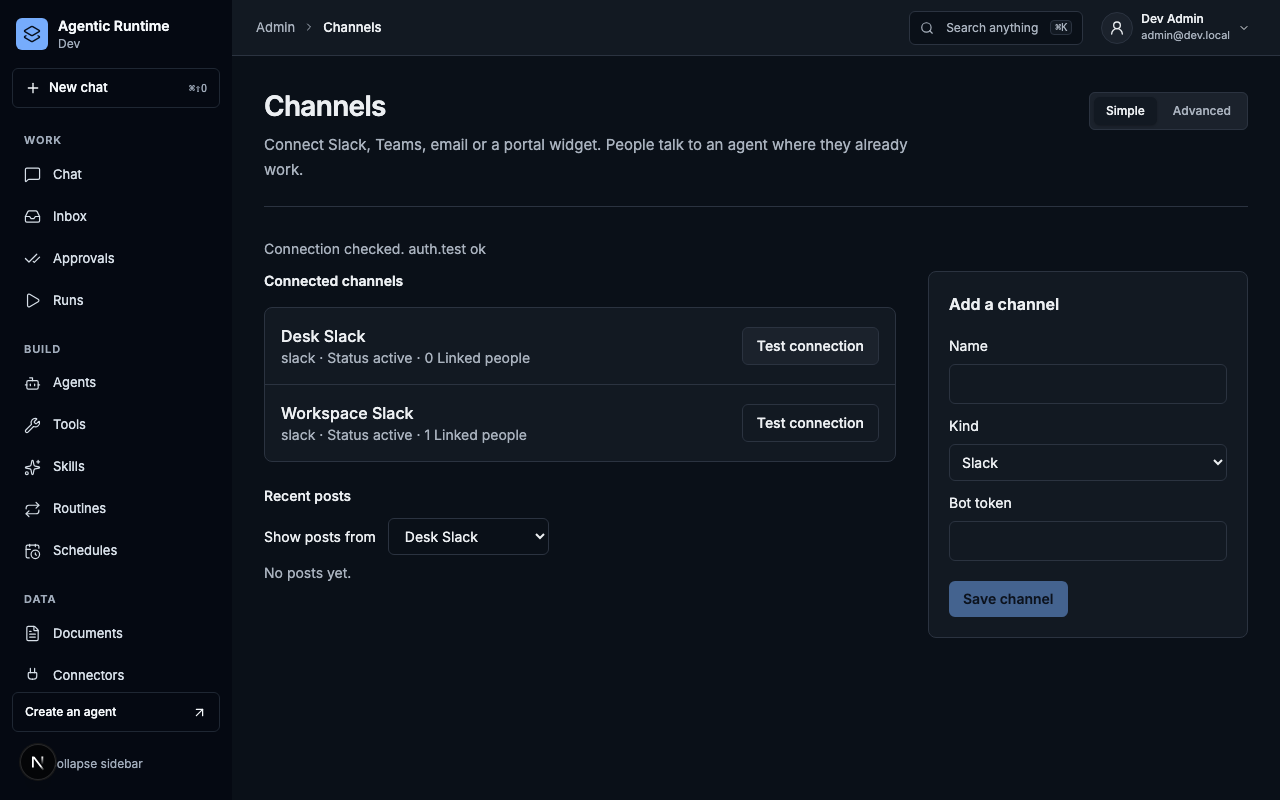 Agentic Runtime
Dev
New chat
⌘⇧O
WORK
Chat
Inbox
Approvals
Runs
BUILD
Agents
Tools
Skills
Routines
Schedules
DATA
Documents
Connectors
Create an agent
N
ollapse sidebar
Admin
Channels
Search anything
⌘K
Dev Admin
admin@dev.local
Channels
Connect Slack, Teams, email or a portal widget. People talk to an agent where they already
work.
Simple
Advanced
Connection checked. auth.test ok
Connected channels
Desk Slack
slack · Status active · 0 Linked people
Test connection
Workspace Slack
slack · Status active · 1 Linked people
Test connection
Recent posts
Show posts from
Desk Slack
No posts yet.
Add a channel
Name
Kind
Slack
Bot token
Save channel